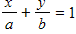 x/a + y/b = 1